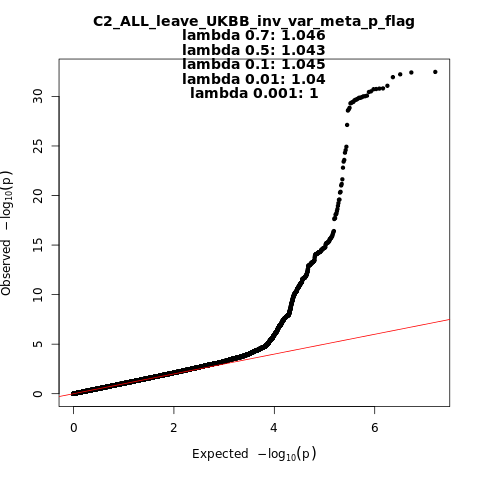 C2_ALL_leave_UKBB_inv_var_meta_p_flag
lambda 0.7: 1.046
lambda 0.5: 1.043
lambda 0.1: 1.045
lambda 0.01: 1.04
lambda 0.001: 1
30
25
20
15
10
5
0
Observed −log10(p)
0 2 4 6
Expected −log10(p)